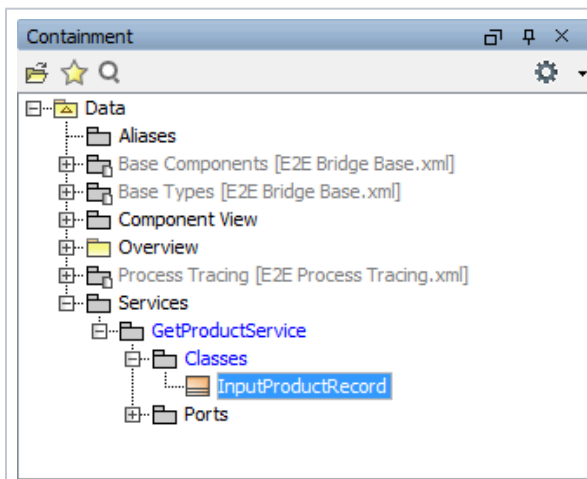 Containment
Data
Aliases
Base Components [E2E Bridge Base.xml]
Base Types [E2E Bridge Base.xml]
Component View
Overview
Process Tracing [E2E Process Tracing.xml]
Services
GetProductService
Classes
InputProductRecord
Ports